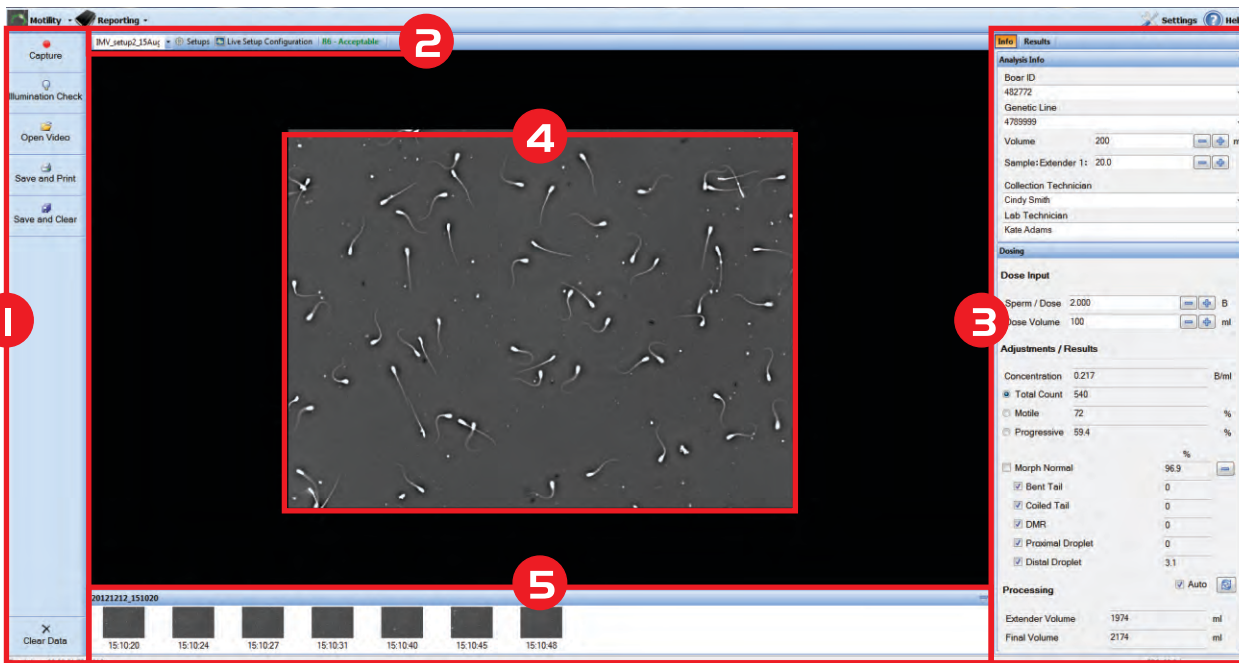 Motility Reporting Settings Hel
Capture
Illumination Check
Open Video
Save and Print
Save and Clear
Clear Data
1
IMV_setup2_15Aug Setups Live Setup Configuration R6 - Acceptable
2
4
5
20121212_151020
15:10:20 15:10:24 15:10:27 15:10:31 15:10:40 15:10:45 15:10:48
3
Info Results
Analysis Info
Boar ID
482772
Genetic Line
4789999
Volume 200 m
Sample:Extender 1: 20.0
Collection Technician
Cindy Smith
Lab Technician
Kate Adams
Dosing
Dose Input
Sperm / Dose 2.000 B
Dose Volume 100 ml
Adjustments / Results
Concentration 0.217 B/ml
Total Count 540
Motile 72 %
Progressive 59.4 %
%
Morph Normal 96.9
Bent Tail 0
Coiled Tail 0
DMR 0
Proximal Droplet 0
Distal Droplet 3.1
Processing Auto
Extender Volume 1974 ml
Final Volume 2174 ml